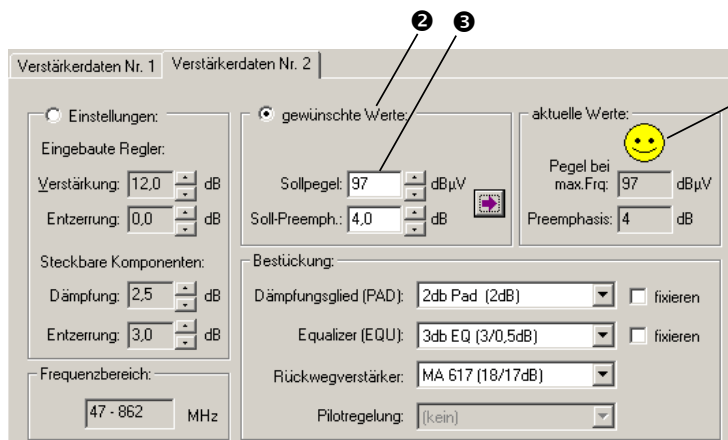 ❷ ❸
Verstärkerdaten Nr. 1 Verstärkerdaten Nr. 2
Einstellungen:
Eingebaute Regler:
Verstärkung: 12,0 dB
Entzerrung: 0,0 dB
Steckbare Komponenten:
Dämpfung: 2,5 dB
Entzerrung: 3,0 dB
Frequenzbereich:
47 - 862 MHz
gewünschte Werte:
Sollpegel: 97 dBµV
Soll-Preemph.: 4,0 dB
aktuelle Werte:
Pegel bei
max.Frq: 97 dBµV
Preemphasis: 4 dB
Bestückung:
Dämpfungsglied (PAD): 2db Pad (2dB) fixieren
Equalizer (EQU): 3db EQ (3/0,5dB) fixieren
Rückwegverstärker: MA 617 (18/17dB)
Pilotregelung: (kein)